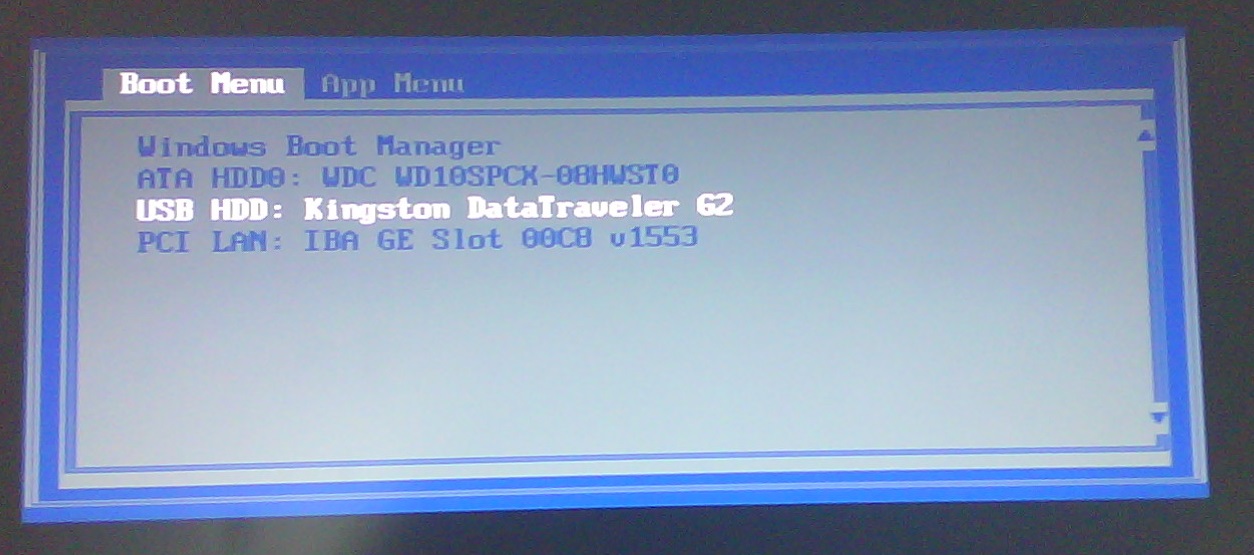 Boot Menu App Menu
Windows Boot Manager
ATA HDD0: WDC WD10SPCX-08HWST0
USB HDD: Kingston DataTraveler G2
PCI LAN: IBA GE Slot 00C8 v1553